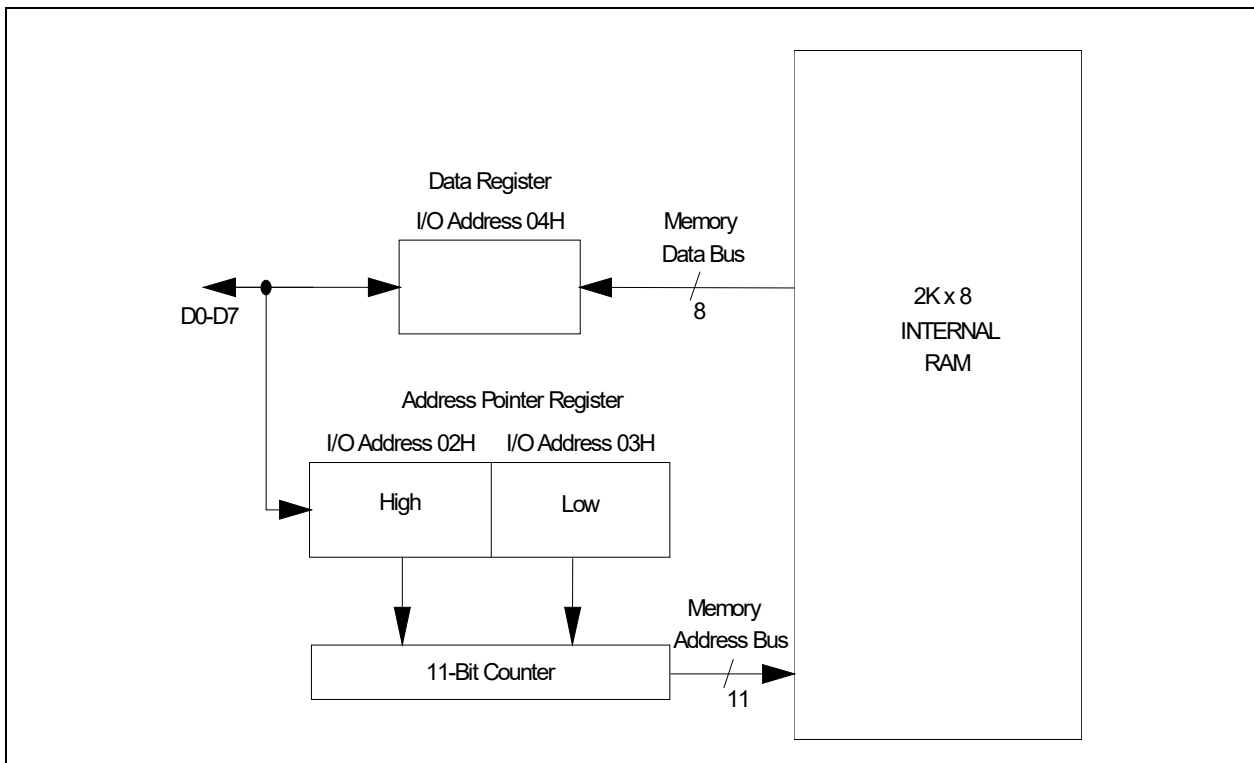 Data Register
I/O Address 04H
Memory
Data Bus
8
D0-D7
2K x 8
INTERNAL
RAM
Address Pointer Register
I/O Address 02H
I/O Address 03H
High
Low
Memory
Address Bus
11-Bit Counter
11